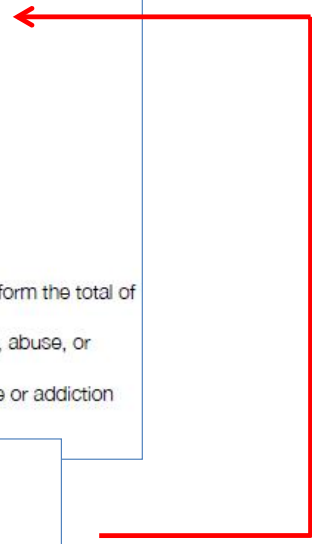 form the total of
, abuse, or
or addiction